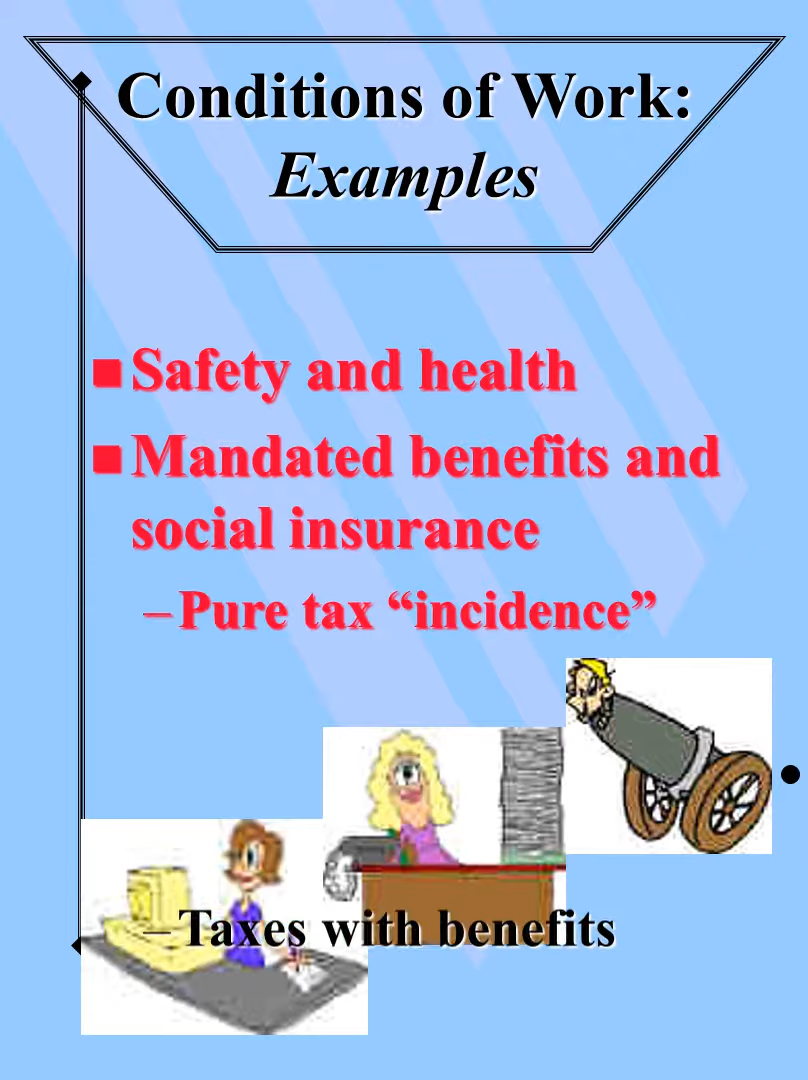 Conditions of Work:
Examples
■ Safety and health
■ Mandated benefits and
social insurance
– Pure tax “incidence”
– Taxes with benefits